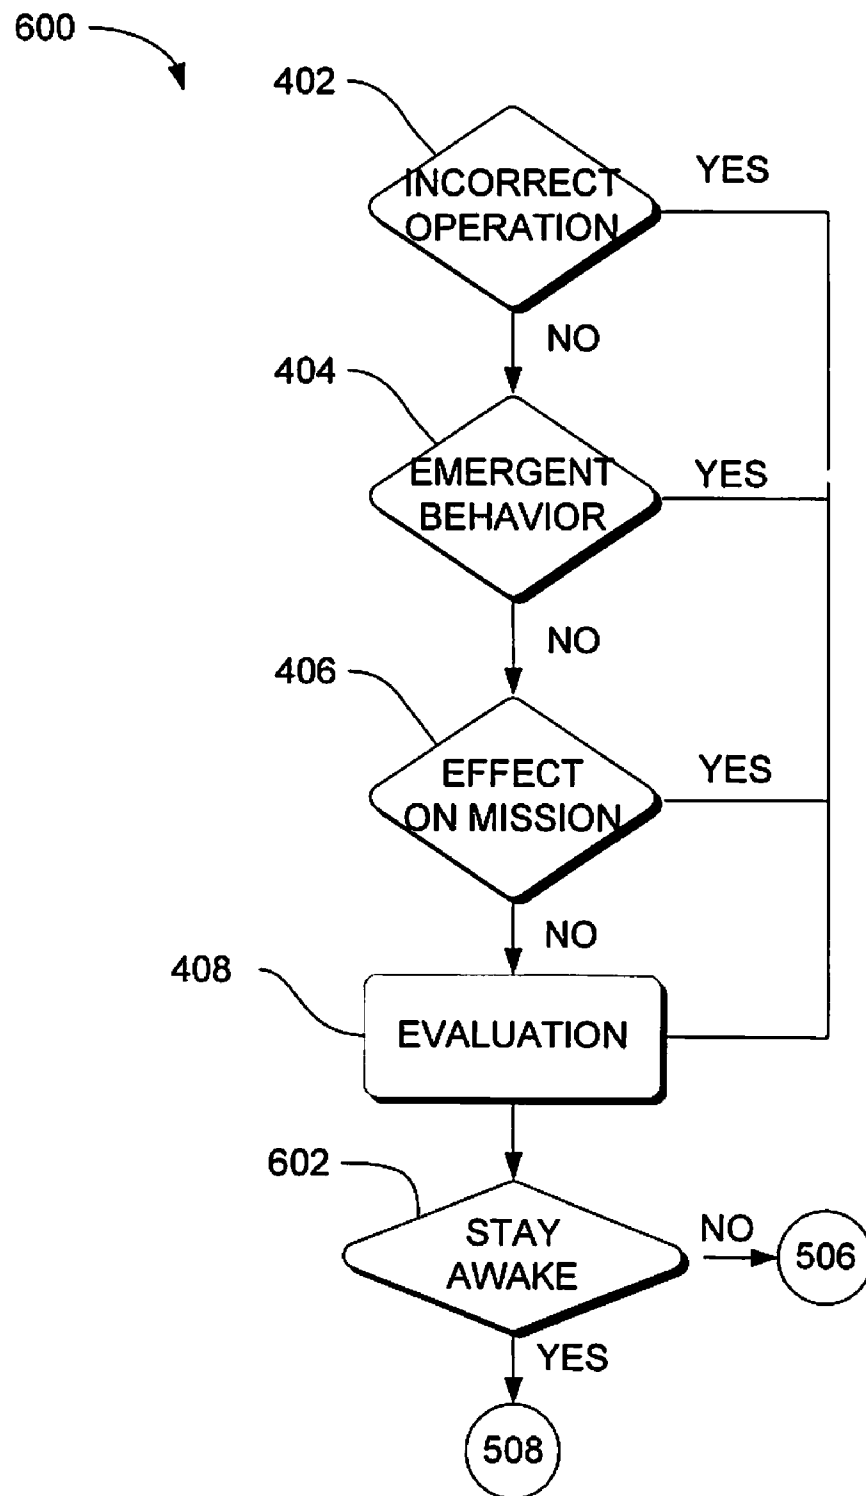 600
402
INCORRECT
OPERATION
YES
NO
404
EMERGENT
BEHAVIOR
YES
NO
406
EFFECT
ON MISSION
YES
NO
408
EVALUATION
602
STAY
AWAKE
NO
506
YES
508